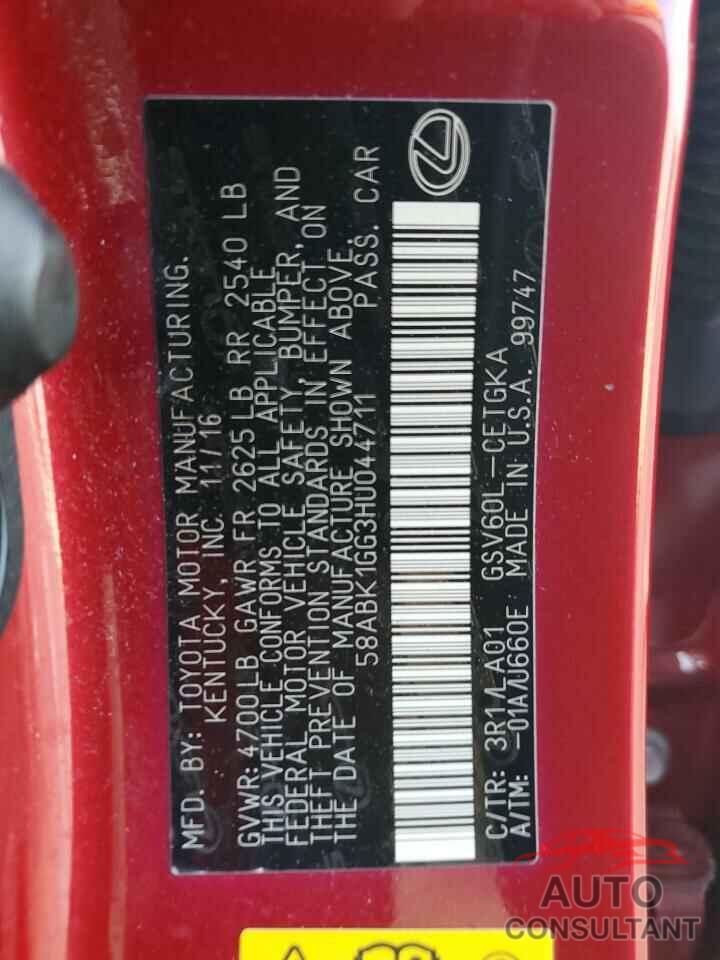 MFD. BY: TOYOTA MOTOR MANUFACTURING.
KENTUCKY, INC. 11/16
GVWR: 4700LB GAWR FR 2625 LB RR 2540 LB
THIS VEHICLE CONFORMS TO ALL APPLICABLE
FEDERAL MOTOR VEHICLE SAFETY, BUMPER, AND
THEFT PREVENTION STANDARDS IN EFFECT ON
THE DATE OF MANUFACTURE SHOWN ABOVE.
58ABK1GG3HU044711 PASS. CAR
C/TR: 3R1/LA01 GSV60L-CETGKA
A/TM: -01A/U660E MADE IN U.S.A. 99747
AUTO
CONSULTANT